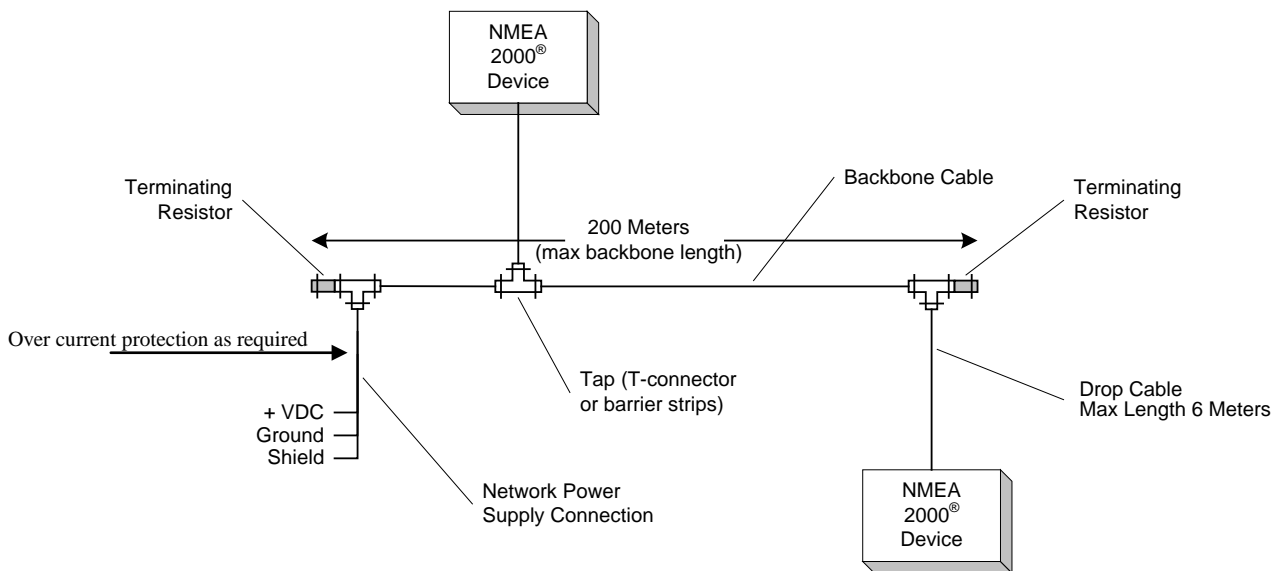 NMEA
2000®
Device
Terminating
Resistor
Backbone Cable
Terminating
Resistor
200 Meters
(max backbone length)
Over current protection as required
Tap (T-connector
or barrier strips)
Drop Cable
Max Length 6 Meters
+ VDC
Ground
Shield
Network Power
Supply Connection
NMEA
2000®
Device